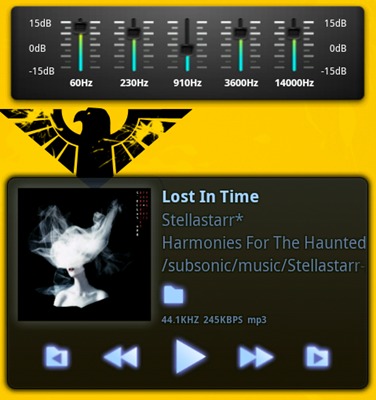 15dB 15dB
0dB 0dB
-15dB -15dB
60Hz 230Hz 910Hz 3600Hz 14000Hz
Lost In Time
Stellastarr*
Harmonies For The Haunted
/subsonic/music/Stellastarr-
44.1KHZ 245KBPS mp3